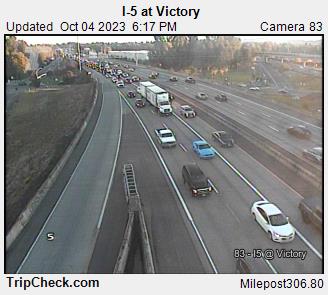 I-5 at Victory
Updated Oct 04 2023 6:17 PM Camera 83
S
83 - I5 @ Victory
TripCheck.com Milepost306.80